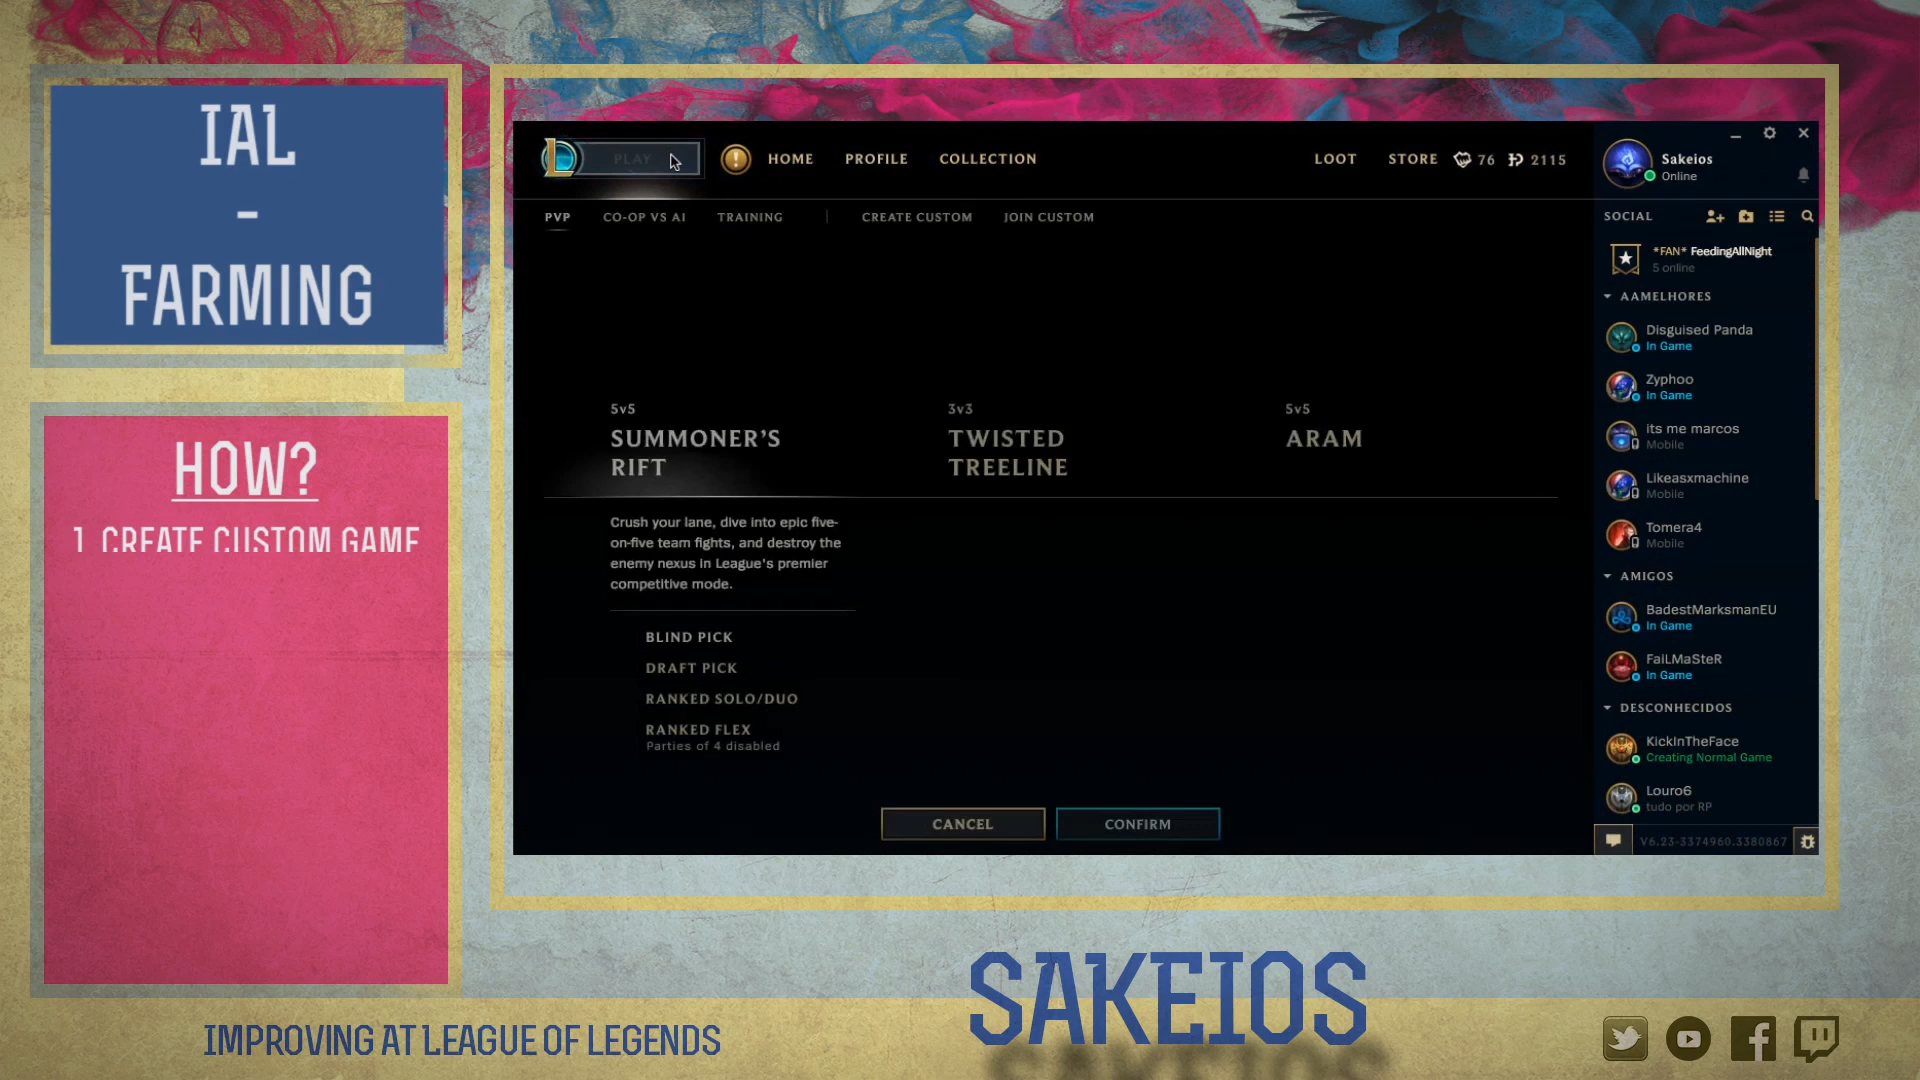 IAL
-
FARMING
HOW?
1. CREATE CUSTOM GAME
PLAY
HOME
PROFILE
COLLECTION
LOOT
STORE
76
2115
Sakeios
Online
PVP
CO-OP VS AI
TRAINING
CREATE CUSTOM
JOIN CUSTOM
SOCIAL
*FAN* FeedingAllNight
5 online
AAMELHORES
Disguised Panda
In Game
Zyphoo
In Game
its me marcos
Mobile
Likeasxmachine
Mobile
Tomera4
Mobile
AMIGOS
BadestMarksmanEU
In Game
FaiLMaSteR
In Game
DESCONHECIDOS
KickInTheFace
Creating Normal Game
Louro6
tudo por RP
V6.23-3374960.3380867
5v5
SUMMONER'S
RIFT
3v3
TWISTED
TREELINE
5v5
ARAM
Crush your lane, dive into epic five-
on-five team fights, and destroy the
enemy nexus in League's premier
competitive mode.
BLIND PICK
DRAFT PICK
RANKED SOLO/DUO
RANKED FLEX
Parties of 4 disabled
CANCEL
CONFIRM
SAKEIOS
IMPROVING AT LEAGUE OF LEGENDS